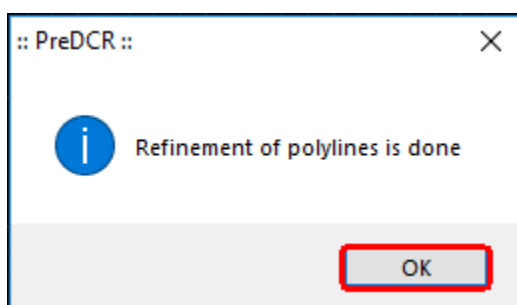 :: PreDCR ::
Refinement of polylines is done
OK